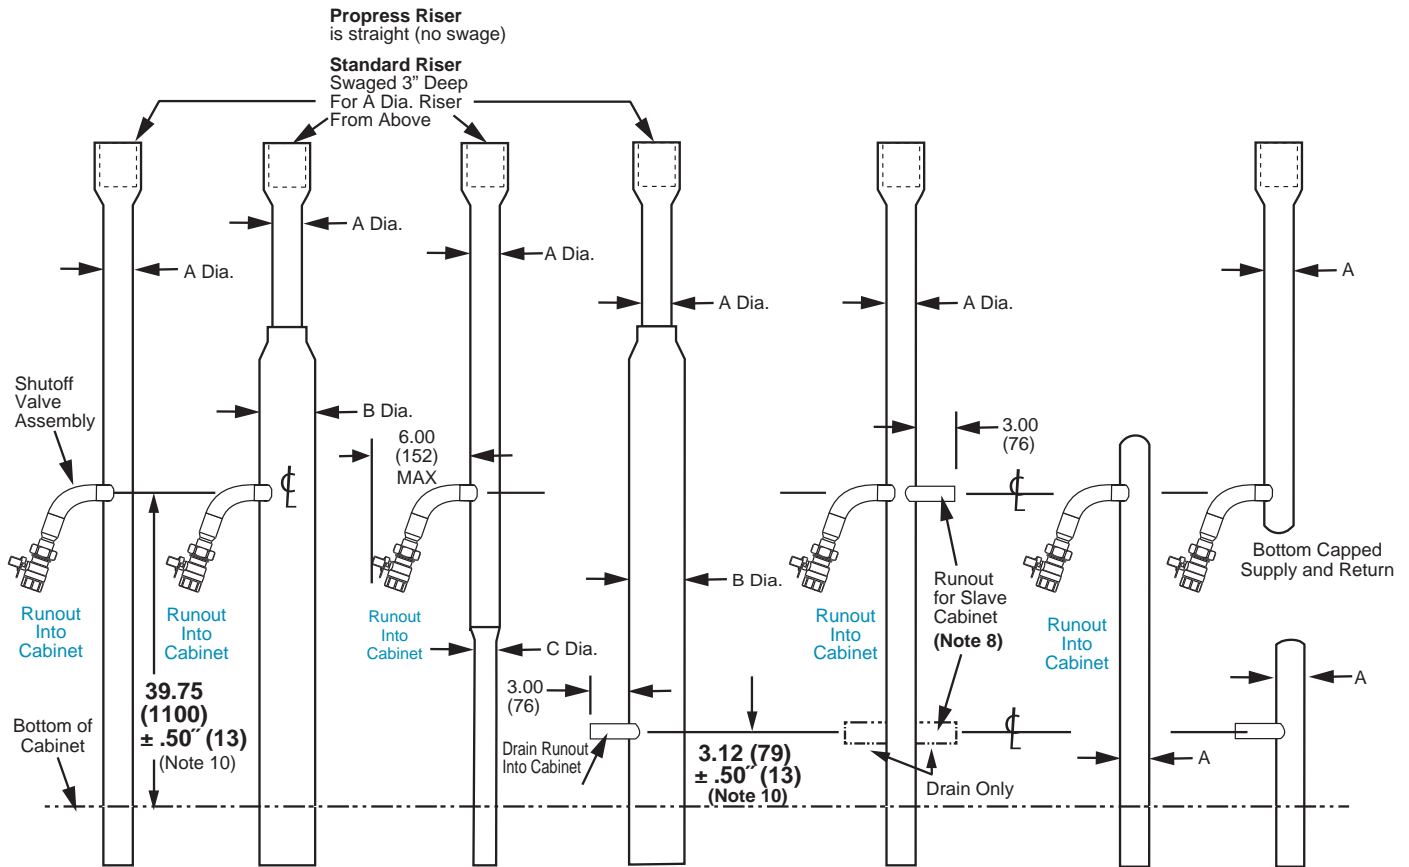 Propress Riser
is straight (no swage)
Standard Riser
Swaged 3” Deep
For A Dia. Riser
From Above
A Dia.
A Dia.
A Dia.
A Dia.
A Dia.
A
Shutoff
Valve
Assembly
B Dia.
6.00
(152)
MAX
3.00
(76)
℄
℄
Bottom Capped
Supply and Return
Runout
Into
Cabinet
Runout
Into
Cabinet
Runout
Into
Cabinet
B Dia.
Runout
Into
Cabinet
Runout
for Slave
Cabinet
(Note 8)
Runout
Into
Cabinet
C Dia.
39.75
(1100)
± .50˝ (13)
(Note 10)
3.00
(76)
A
Bottom of
Cabinet
Drain Runout
Into Cabinet
3.12 (79)
± .50˝ (13)
(Note 10)
℄
Drain Only
A